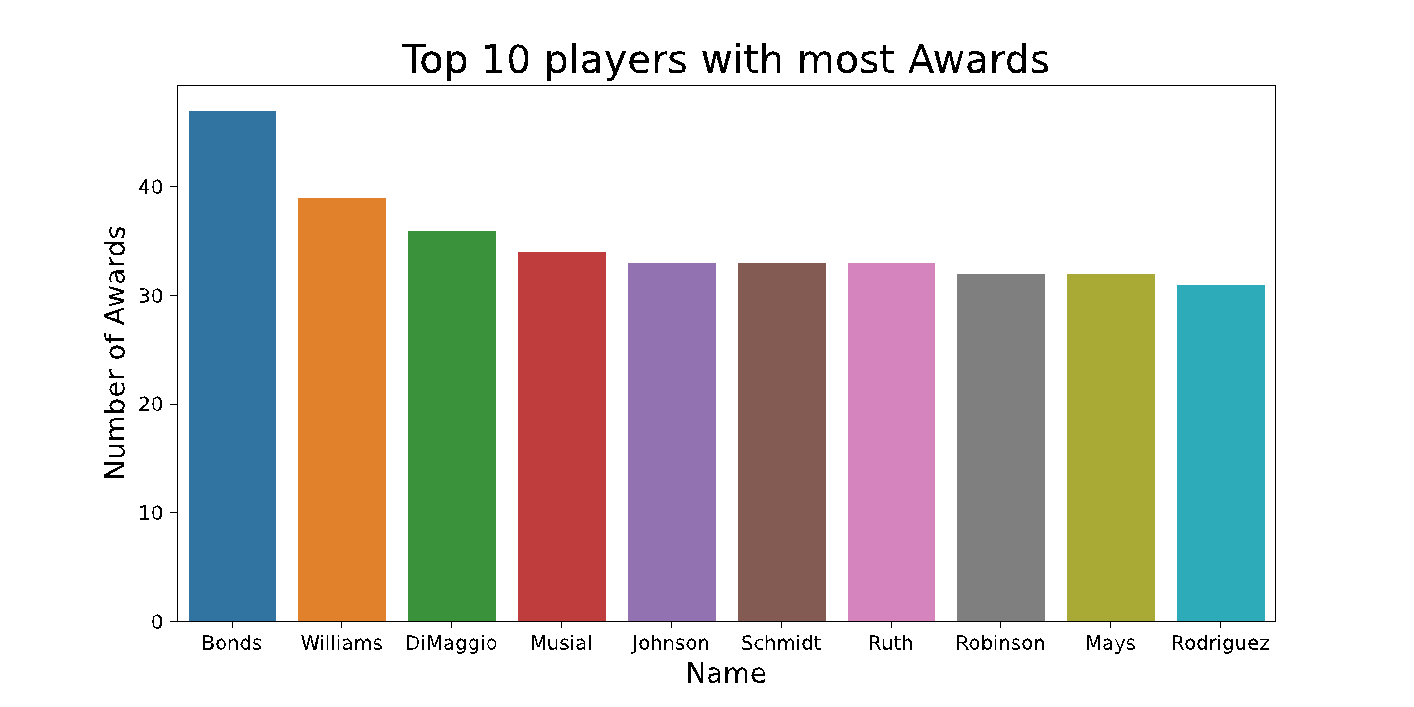 Top 10 players with most Awards
Number of Awards
40
30
20
10
0
Bonds Williams DiMaggio Musial Johnson Schmidt Ruth Robinson Mays Rodriguez
Name